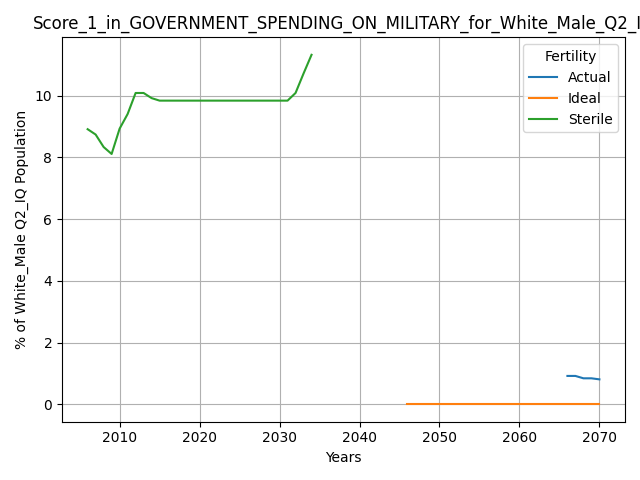 Score_1_in_GOVERNMENT_SPENDING_ON_MILITARY_for_White_Male_Q2_I
Fertility
Actual
Ideal
Sterile
% of White_Male Q2_IQ Population
10
8
6
4
2
0
2010 2020 2030 2040 2050 2060 2070
Years